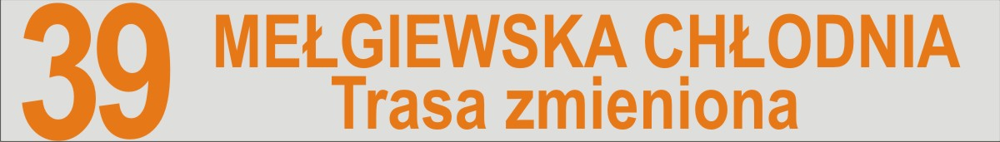 39 MEŁGIEWSKA CHŁODNIA
Trasa zmieniona